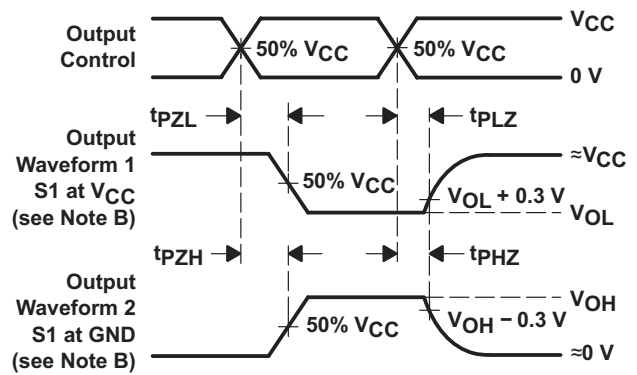 Output
Control
50% VCC
50% VCC
VCC
0 V
tPZL
tPLZ
Output
Waveform 1
S1 at VCC
(see Note B)
50% VCC
≈VCC
VOL + 0.3 V
VOL
tPZH
tPHZ
Output
Waveform 2
S1 at GND
(see Note B)
50% VCC
VOH
VOH − 0.3 V
≈0 V